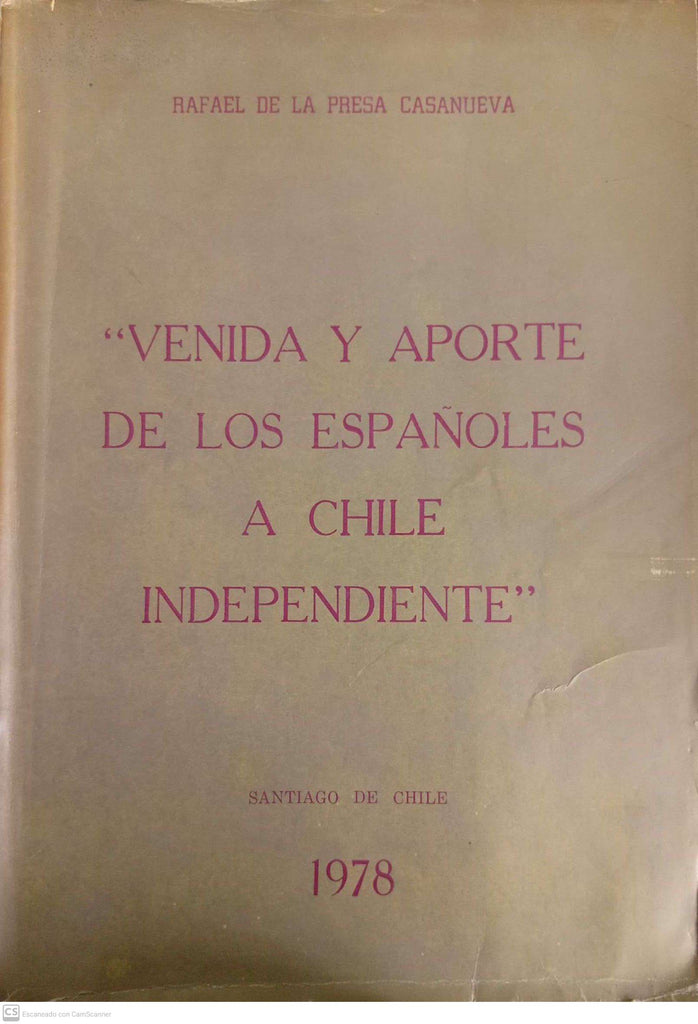 RAFAEL DE LA PRESA CASANUEVA
“VENIDA Y APORTE
DE LOS ESPAÑOLES
A CHILE
INDEPENDIENTE”
SANTIAGO DE CHILE
1978
CS Escaneado con CamScanner